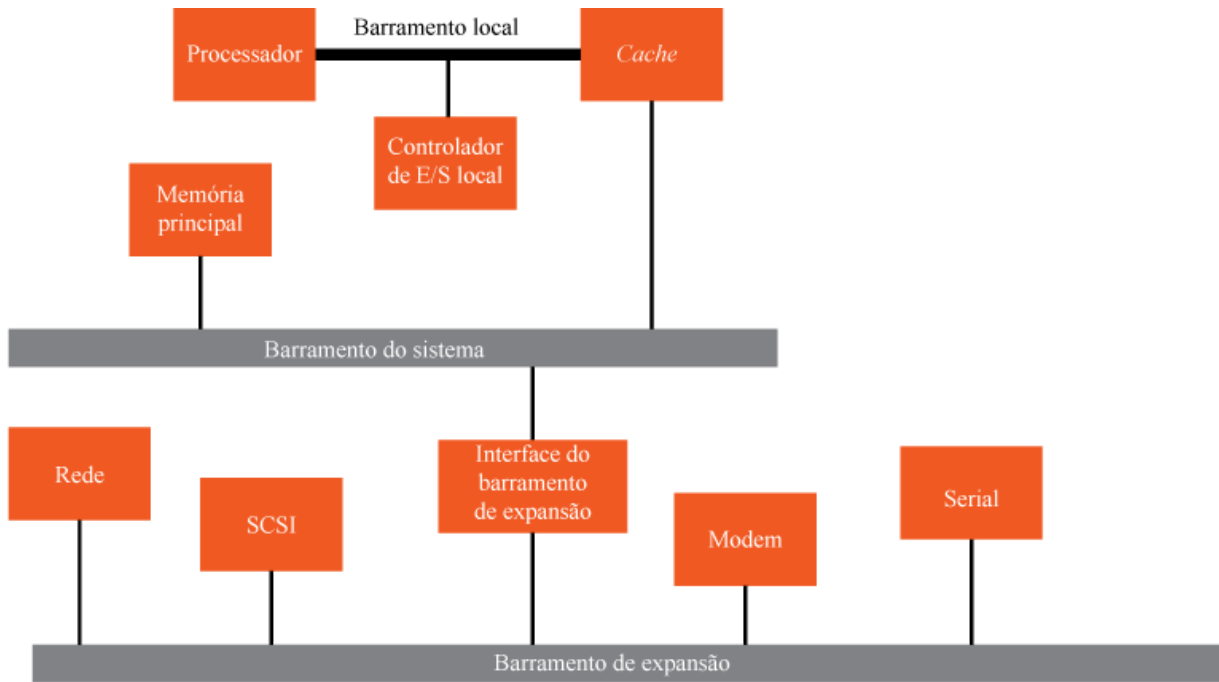 Barramento local
Processador
Cache
Controlador
de E/S local
Memória
principal
Barramento do sistema
Rede
SCSI
Interface do
barramento
de expansão
Modem
Serial
Barramento de expansão